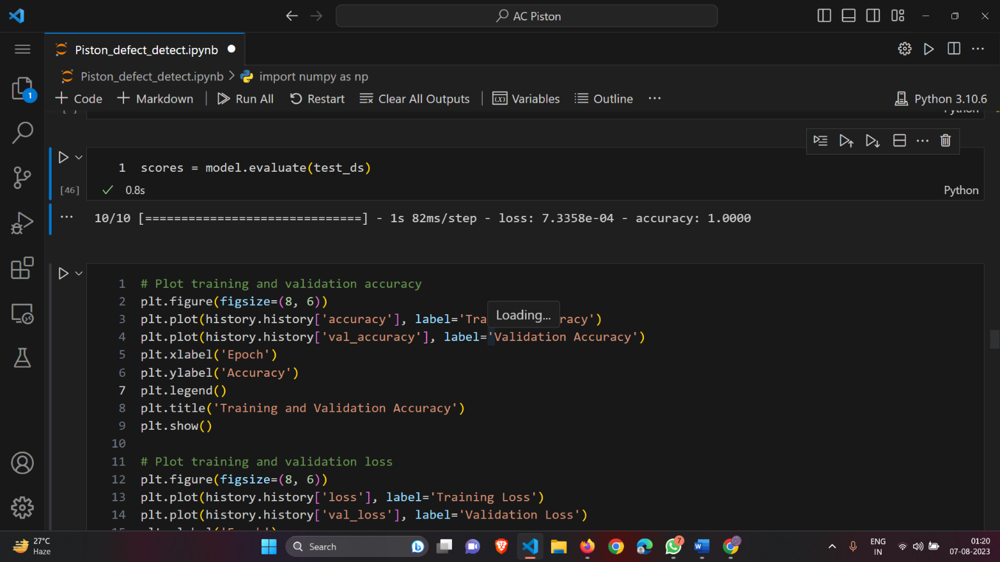 AC Piston
Piston_defect_detect.ipynb
Piston_defect_detect.ipynb > import numpy as np
+ Code + Markdown Run All Restart Clear All Outputs Variables Outline ... Python 3.10.6
1
1 scores = model.evaluate(test_ds)
[46] 0.8s Python
10/10 [==============================] - 1s 82ms/step - loss: 7.3358e-04 - accuracy: 1.0000
1 # Plot training and validation accuracy
2 plt.figure(figsize=(8, 6))
Loading...
3 plt.plot(history.history['accuracy'], label='Tra racy')
4 plt.plot(history.history['val_accuracy'], label='Validation Accuracy')
5 plt.xlabel('Epoch')
6 plt.ylabel('Accuracy')
7 plt.legend()
8 plt.title('Training and Validation Accuracy')
9 plt.show()
10
11 # Plot training and validation loss
12 plt.figure(figsize=(8, 6))
13 plt.plot(history.history['loss'], label='Training Loss')
14 plt.plot(history.history['val_loss'], label='Validation Loss')
27°C
Haze
Search
7
ENG
IN
01:20
07-08-2023